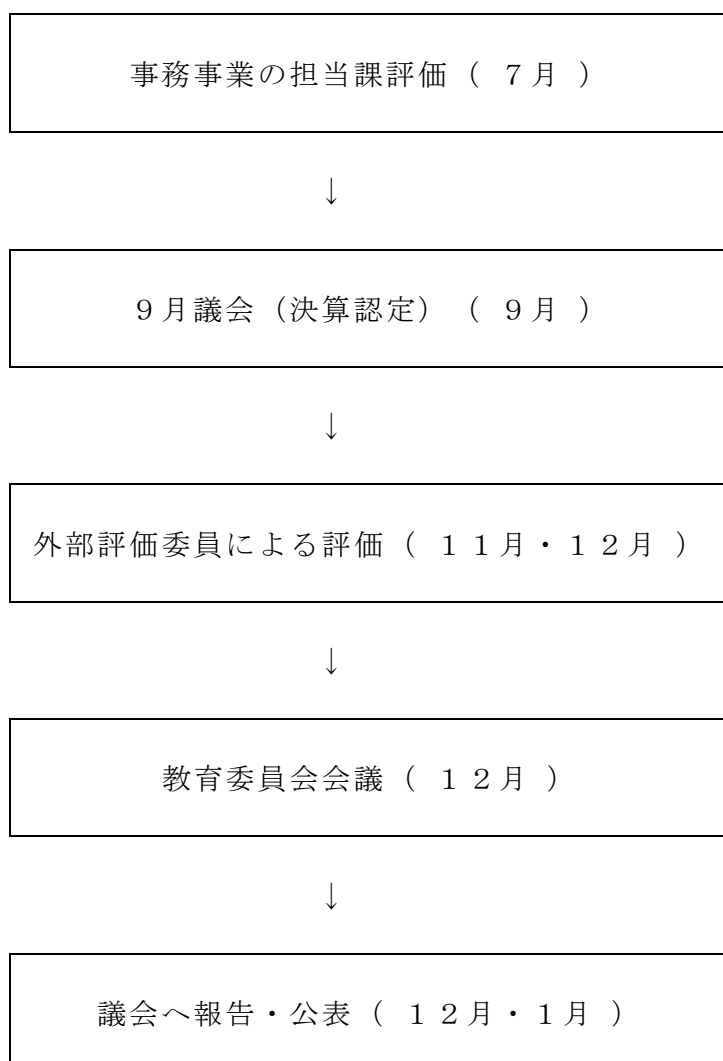 事務事業の担当課評価（ ７月 ）
↓
９月議会（決算認定）（ ９月 ）
↓
外部評価委員による評価（ １１月・１２月 ）
↓
教育委員会会議（ １２月 ）
↓
議会へ報告・公表（ １２月・１月 ）